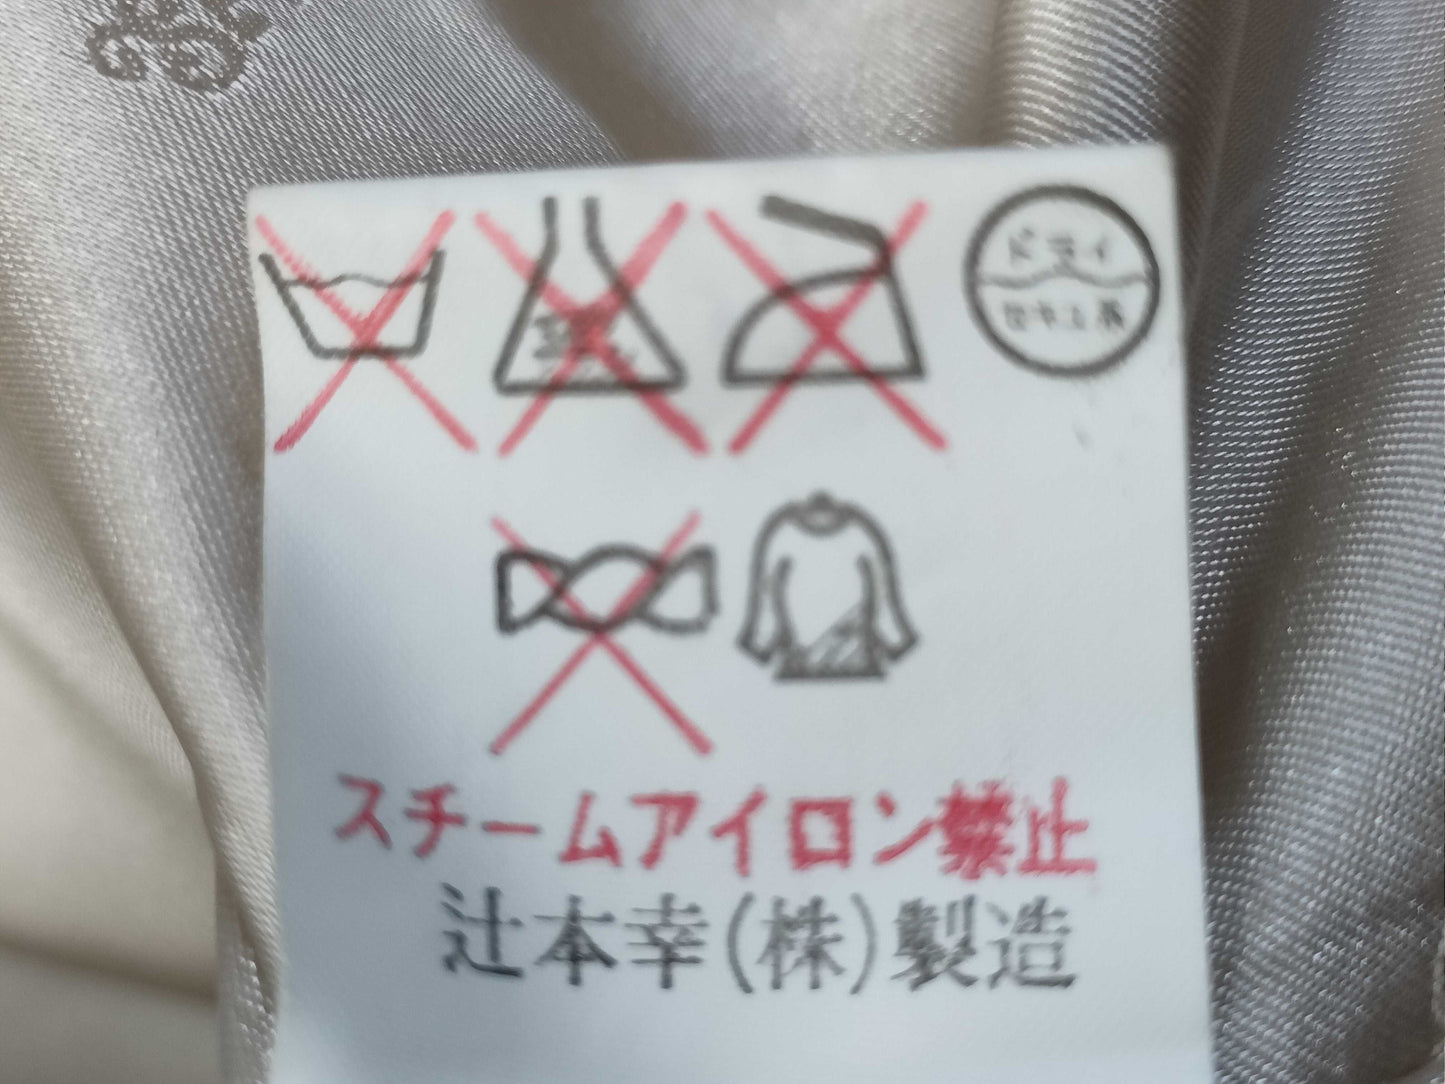 ドライ
セキユ系
スチームアイロン禁止
辻本幸(株)製造